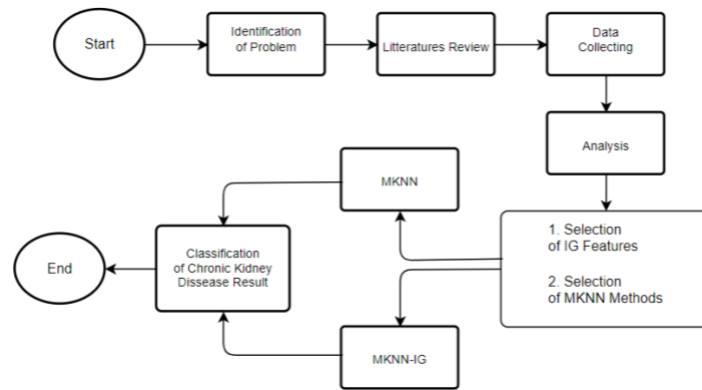 Start
Identification
of Problem
Litteratures Review
Data
Collecting
Analysis
1. Selection
of IG Features
2. Selection
of MKNN Methods
MKNN
MKNN-IG
Classification
of Chronic Kidney
Dissease Result
End